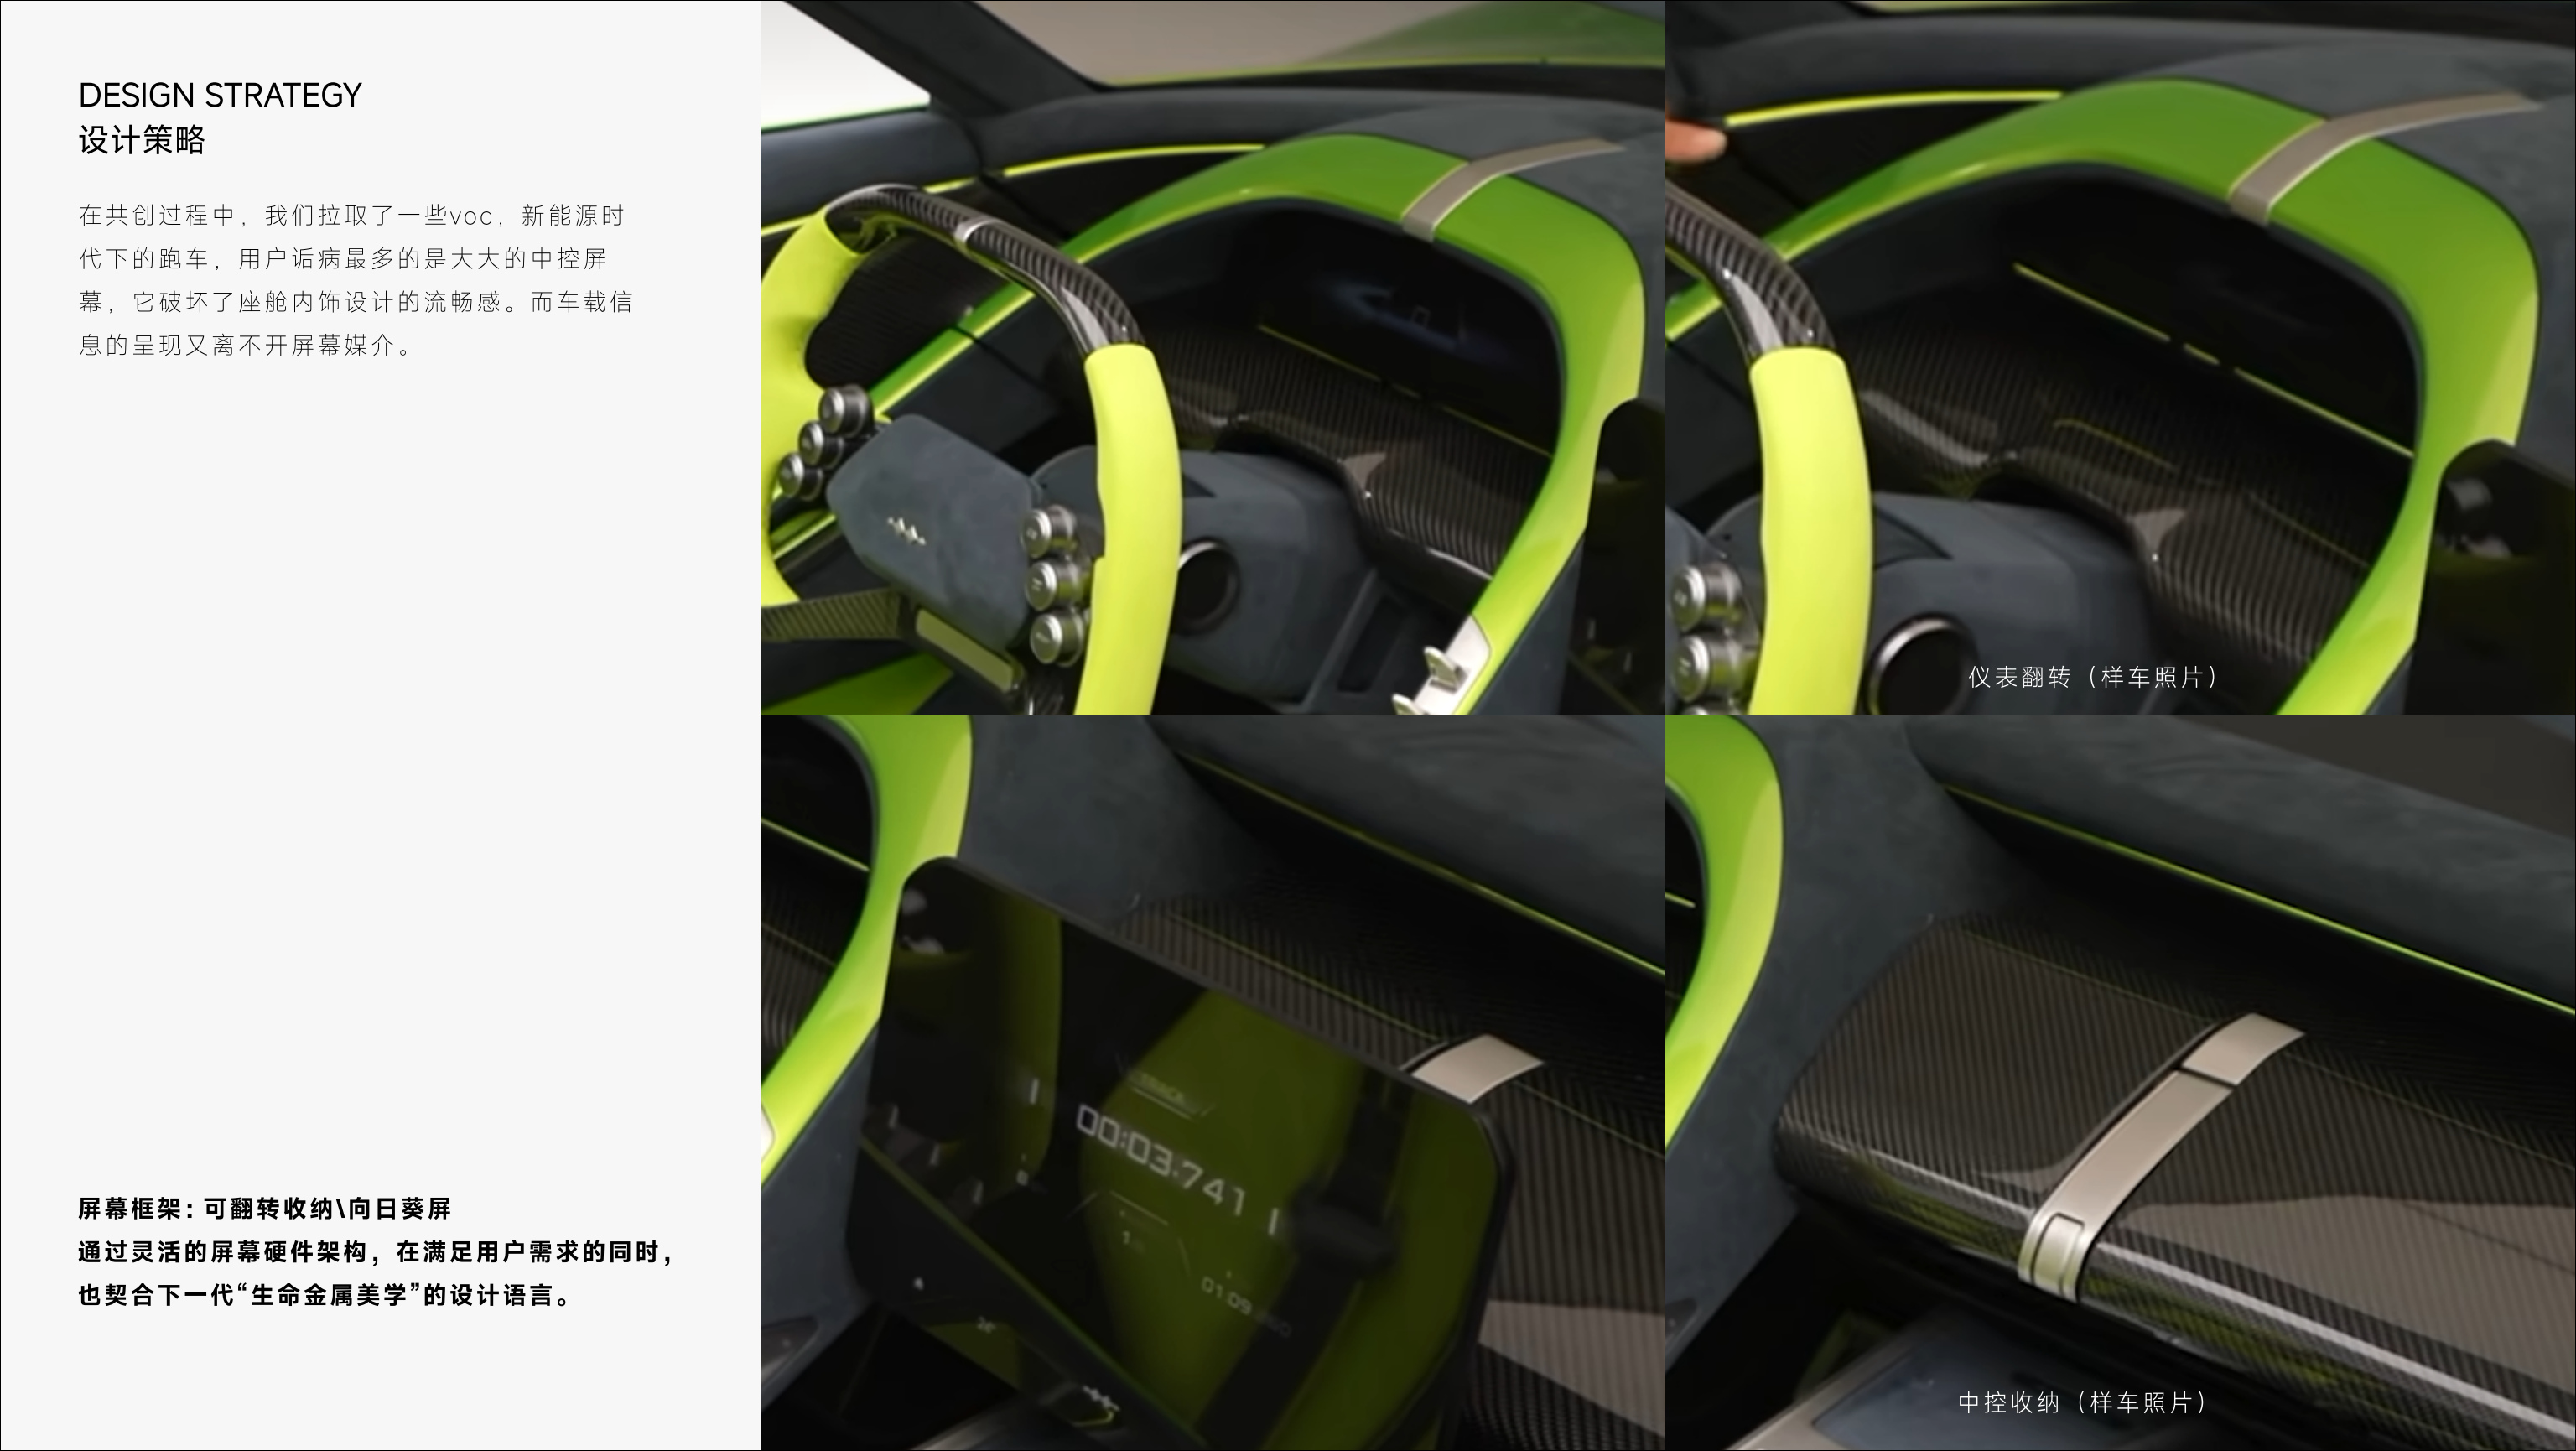 DESIGN STRATEGY
设计策略
在共创过程中，我们拉取了一些voc，新能源时
代下的跑车，用户诟病最多的是大大的中控屏
幕，它破坏了座舱内饰设计的流畅感。而车载信
息的呈现又离不开屏幕媒介。
屏幕框架：可翻转收纳\向日葵屏
通过灵活的屏幕硬件架构，在满足用户需求的同时，
也契合下一代“生命金属美学”的设计语言。
仪表翻转（样车照片）
00:03.741
中控收纳（样车照片）